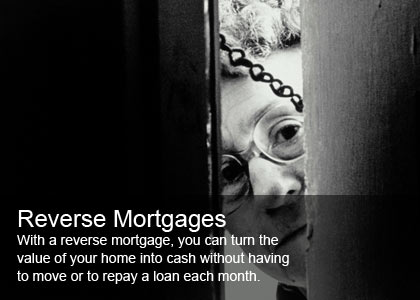 Reverse Mortgages
With a reverse mortgage, you can turn the
value of your home into cash without having
to move or to repay a loan each month.